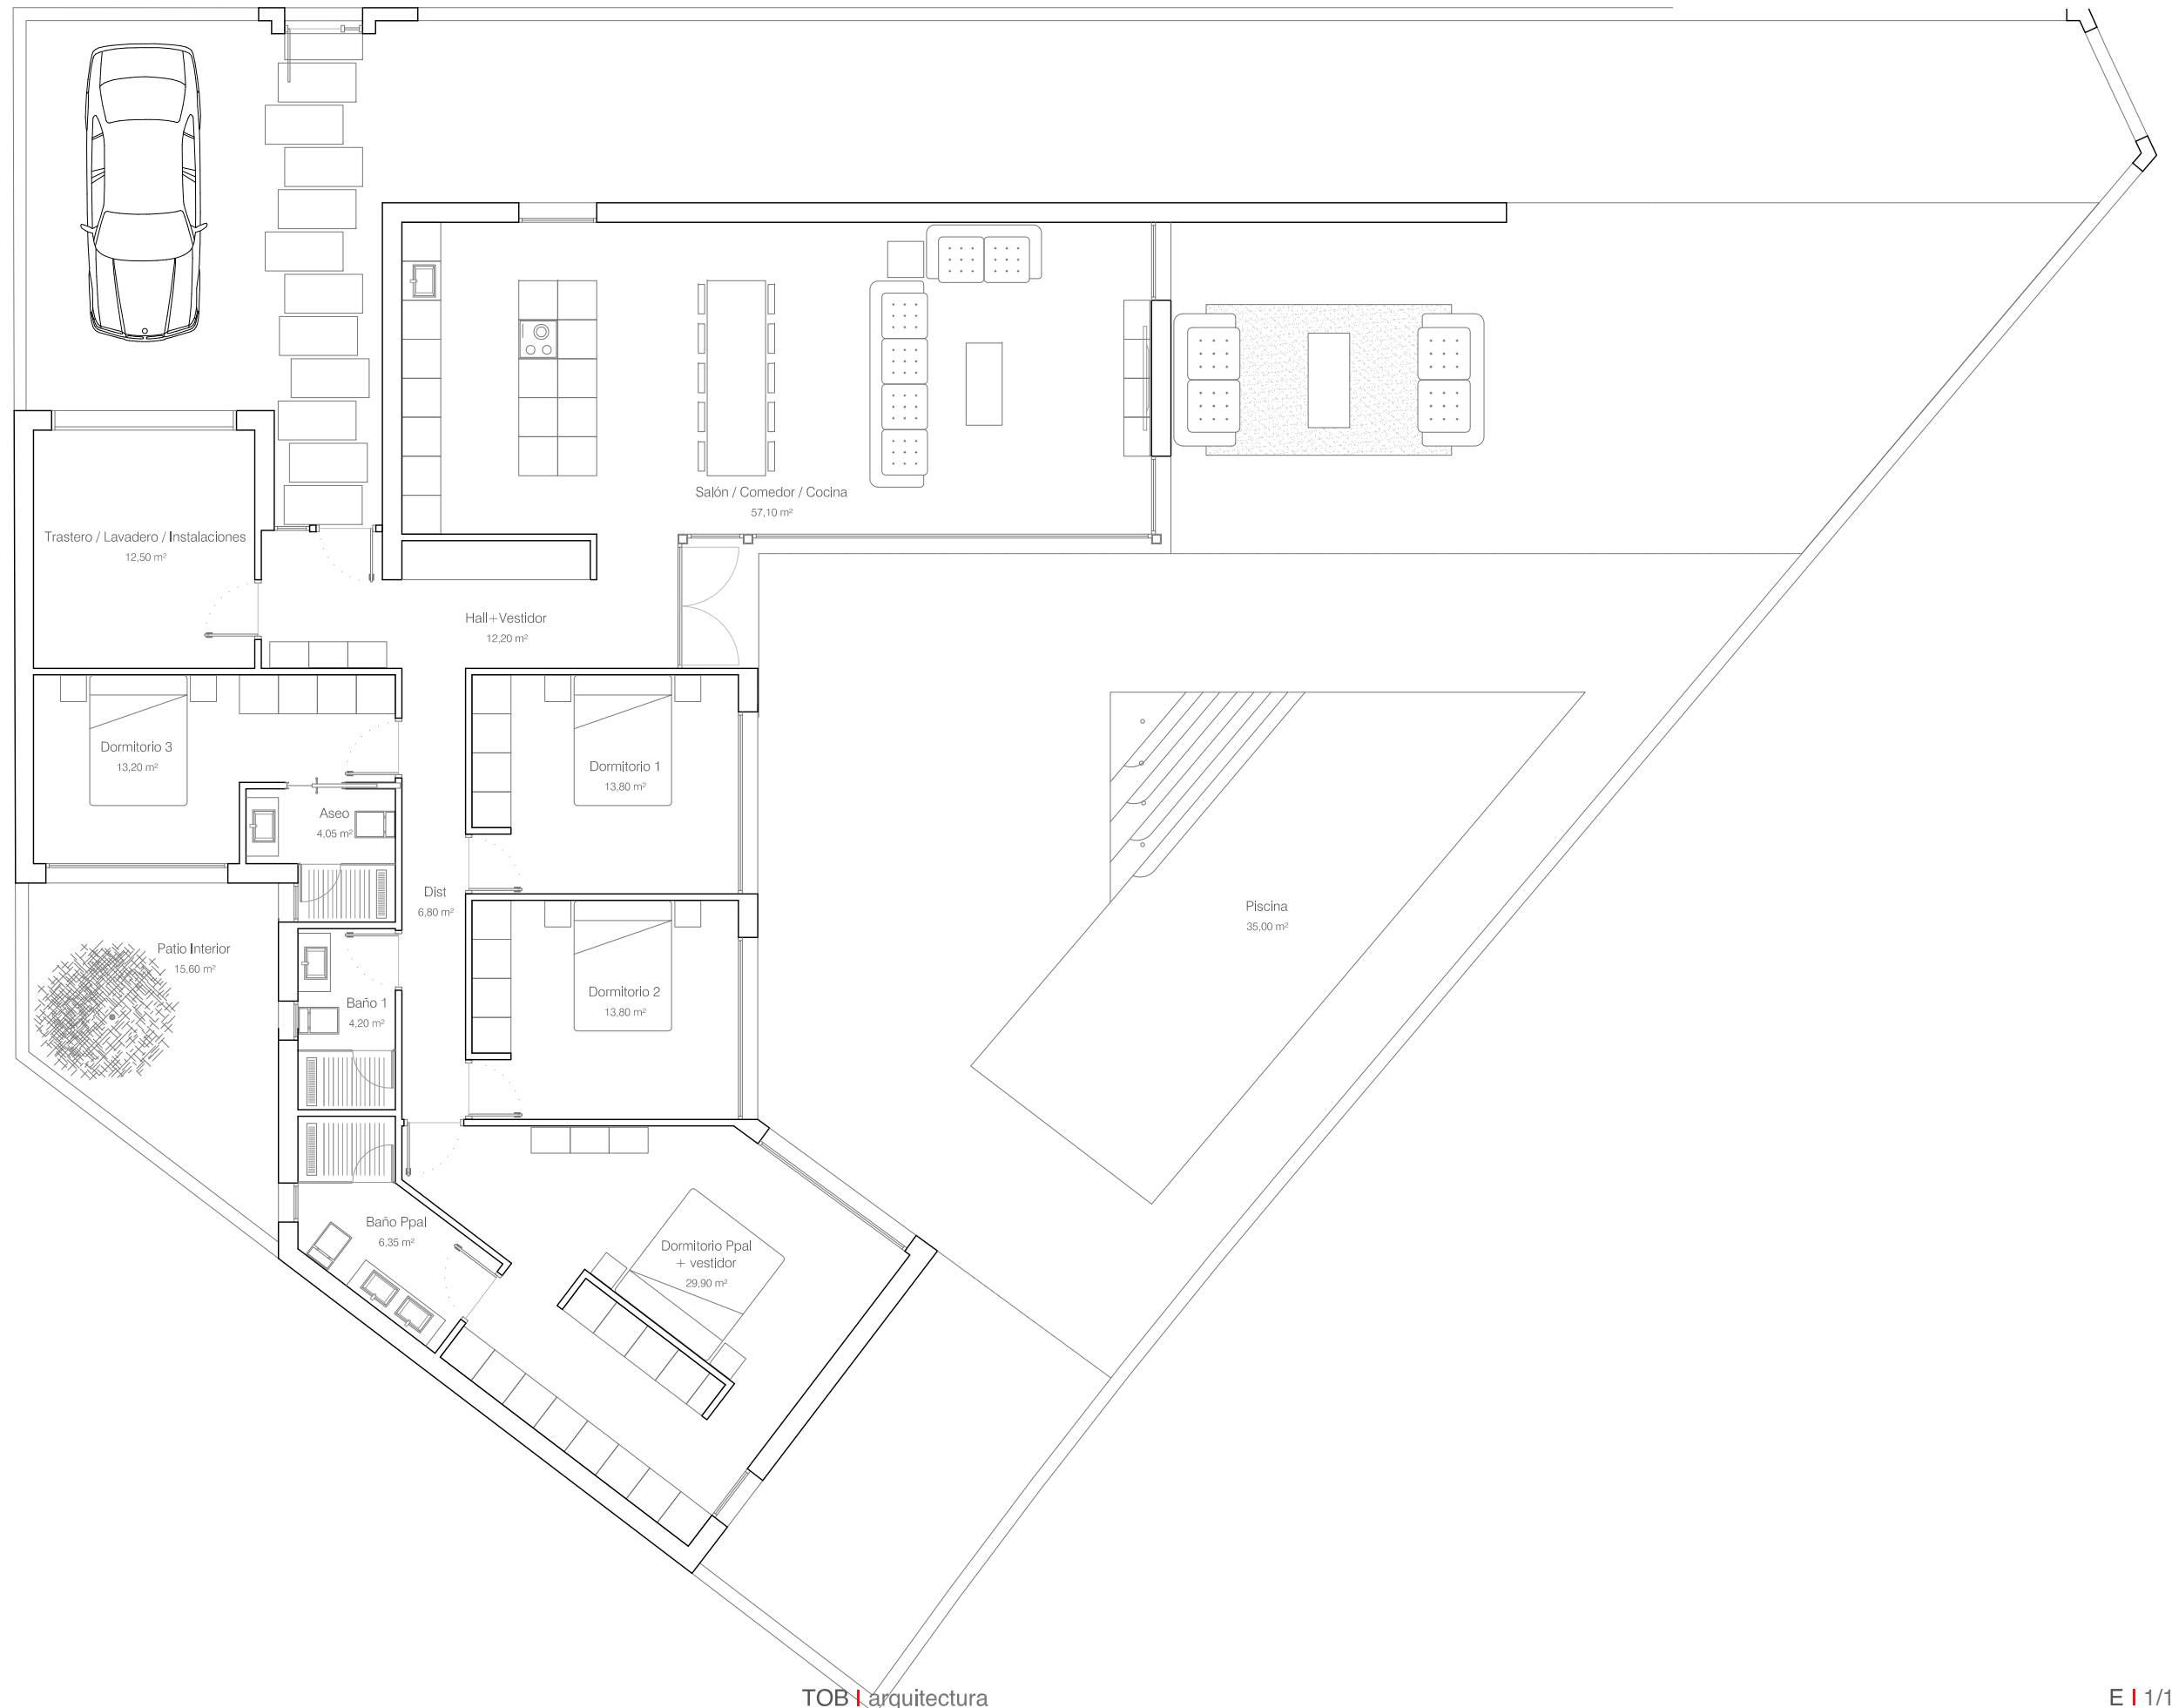 Salón / Comedor / Cocina
57,10 m²
Trastero / Lavadero / Instalaciones
12,50 m²
Hall+Vestidor
12,20 m²
Dormitorio 3
13,20 m²
Dormitorio 1
13,80 m²
Aseo
4,05 m²
Dist
6,80 m²
Piscina
35,00 m²
Patio Interior
15,60 m²
Baño 1
4,20 m²
Dormitorio 2
13,80 m²
Baño Ppal
6,35 m²
Dormitorio Ppal
+ vestidor
29,90 m²
TOB | arquitectura
E | 1/1